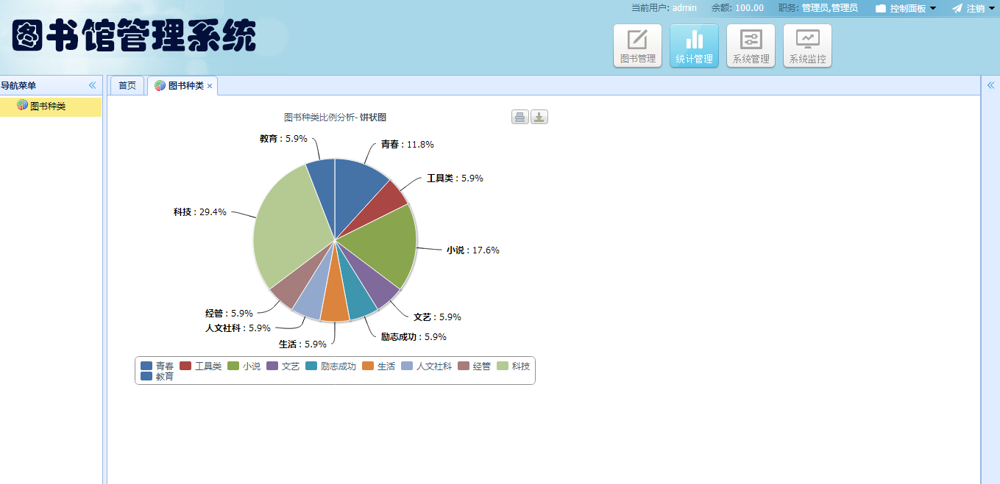 当前用户: admin 余额: 100.00 职务: 管理员,管理员 控制面板 注销
图书馆管理系统
图书管理 统计管理 系统管理 系统监控
导航菜单
首页 图书种类
图书种类
图书种类比例分析- 饼状图
教育 : 5.9%
青春 : 11.8%
工具类 : 5.9%
科技 : 29.4%
小说 : 17.6%
经管 : 5.9%
文艺 : 5.9%
人文社科 : 5.9%
励志成功 : 5.9%
生活 : 5.9%
青春 工具类 小说 文艺 励志成功 生活 人文社科 经管 科技
教育